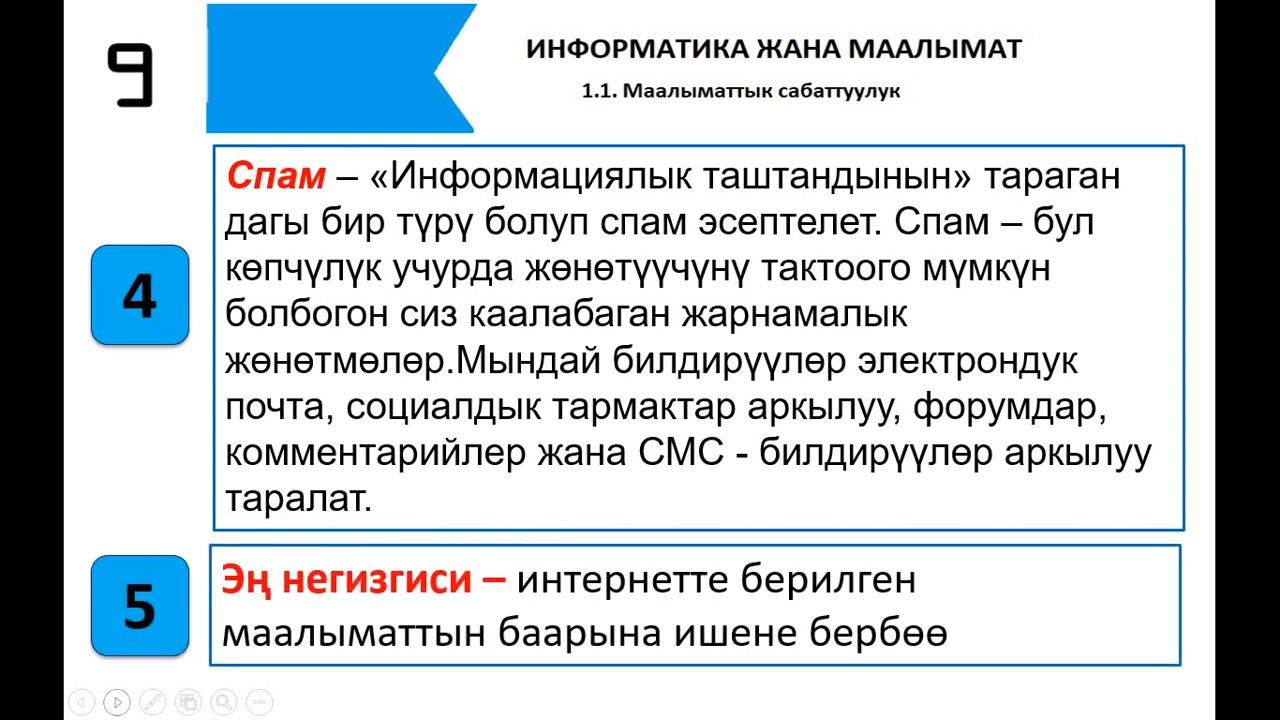 9
ИНФОРМАТИКА ЖАНА МААЛЫМАТ
1.1. Маалыматтык сабаттуулук
4
Спам – «Информациялык таштандынын» тараган
дагы бир түрү болуп спам эсептелет. Спам – бул
көпчүлүк учурда жөнөтүүчүнү тактоого мүмкүн
болбогон сиз каалабаган жарнамалык
жөнөтмөлөр.Мындай билдирүүлөр электрондук
почта, социалдык тармактар аркылуу, форумдар,
комментарийлер жана СМС - билдирүүлөр аркылуу
таралат.
5
Эң негизгиси – интернетте берилген
маалыматтын баарына ишене бербөө